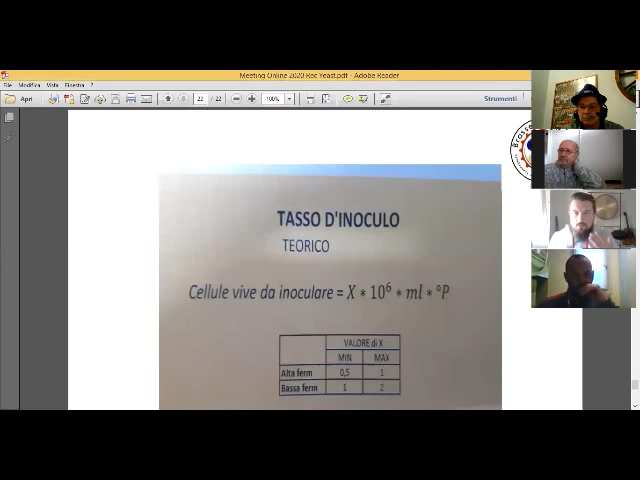 Meeting Online 2020 Rec Yeast.pdf - Adobe Reader
File Modifica Vista Finestra ?
Apri 22 / 22 100% Strumenti
TASSO D'INOCULO
TEORICO
Cellule vive da inoculare = X * 10⁶ * ml * °P
VALORE di X
MIN MAX
Alta ferm 0,5 1
Bassa ferm 1 2